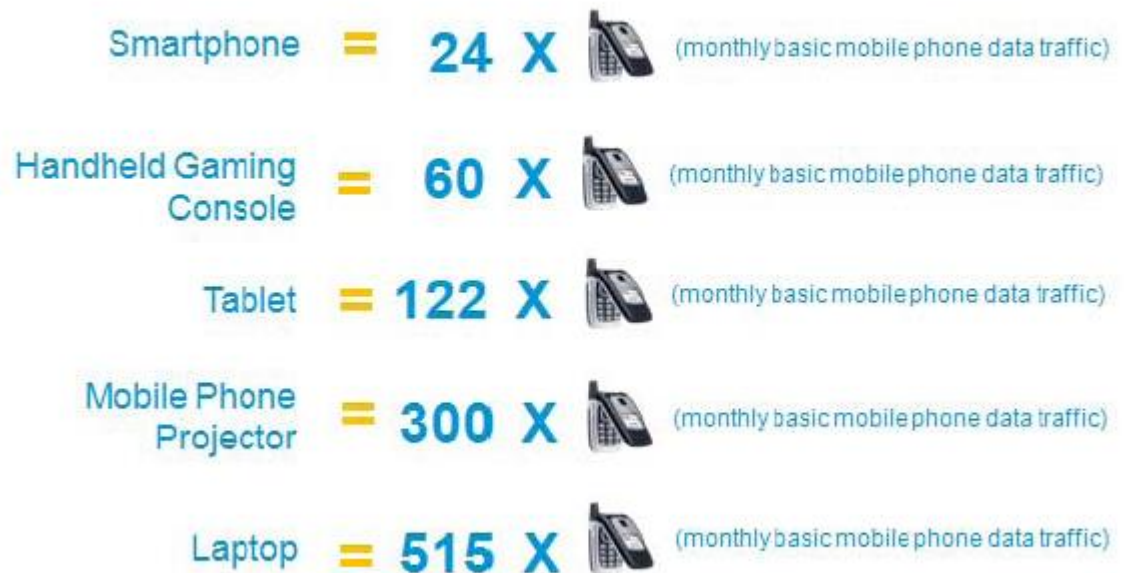 Smartphone = 24 X (monthly basic mobile phone data traffic)
Handheld Gaming
Console = 60 X (monthly basic mobile phone data traffic)
Tablet = 122 X (monthly basic mobile phone data traffic)
Mobile Phone
Projector = 300 X (monthly basic mobile phone data traffic)
Laptop = 515 X (monthly basic mobile phone data traffic)